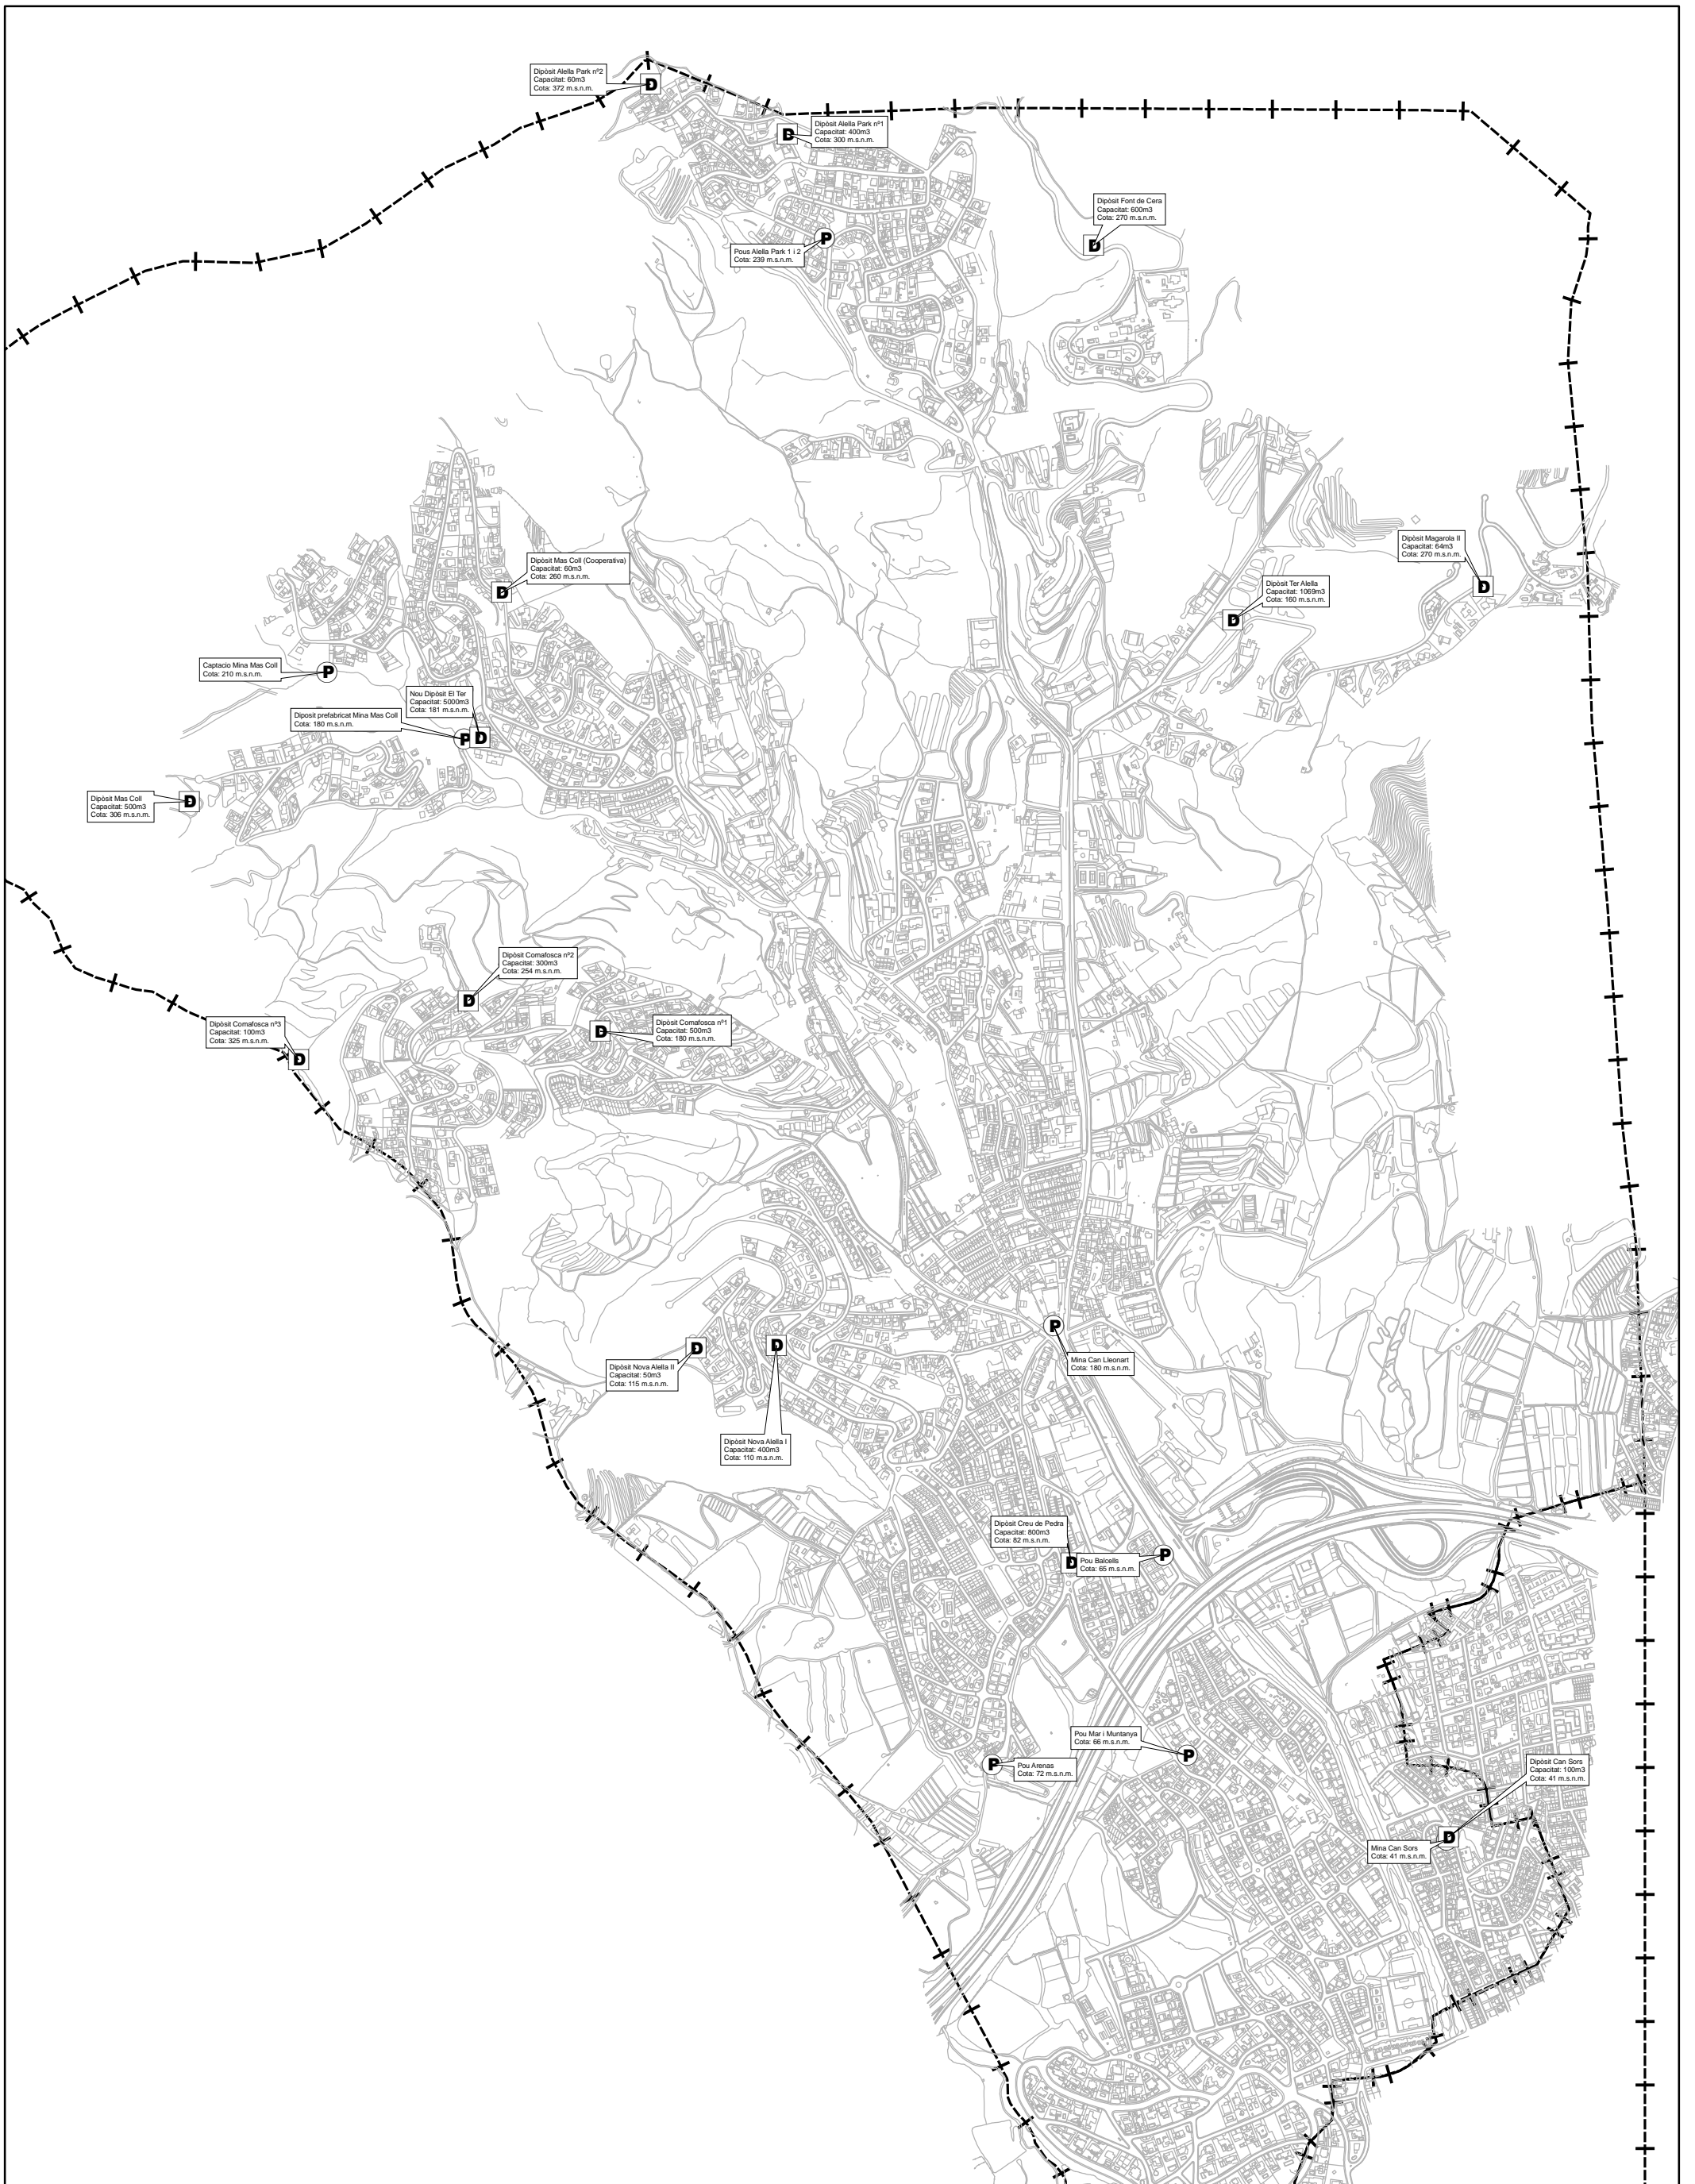 Dipòsit Alella Park nº2
Capacitat: 60m3
Cota: 372 m.s.n.m.
D
Dipòsit Alella Park nº1
Capacitat: 400m3
Cota: 300 m.s.n.m.
D
Dipòsit Font de Cera
Capacitat: 600m3
Cota: 270 m.s.n.m.
D
Pous Alella Park 1 i 2
Cota: 239 m.s.n.m.
P
Dipòsit Magarola II
Capacitat: 64m3
Cota: 270 m.s.n.m.
D
Dipòsit Mas Coll (Cooperativa)
Capacitat: 60m3
Cota: 260 m.s.n.m.
D
Dipòsit Ter Alella
Capacitat: 1069m3
Cota: 160 m.s.n.m.
D
Captacio Mina Mas Coll
Cota: 210 m.s.n.m.
P
Nou Dipòsit El Ter
Capacitat: 5000m3
Cota: 181 m.s.n.m.
D
Diposit prefabricat Mina Mas Coll
Cota: 180 m.s.n.m.
P
Dipòsit Mas Coll
Capacitat: 500m3
Cota: 306 m.s.n.m.
D
Dipòsit Comafosca nº2
Capacitat: 300m3
Cota: 254 m.s.n.m.
D
Dipòsit Comafosca nº3
Capacitat: 100m3
Cota: 325 m.s.n.m.
D
Dipòsit Comafosca nº1
Capacitat: 500m3
Cota: 180 m.s.n.m.
D
P
Mina Can Lleonart
Cota: 180 m.s.n.m.
D
Dipòsit Nova Alella II
Capacitat: 50m3
Cota: 115 m.s.n.m.
D
Dipòsit Nova Alella I
Capacitat: 400m3
Cota: 110 m.s.n.m.
Dipòsit Creu de Pedra
Capacitat: 800m3
Cota: 82 m.s.n.m.
D
Pou Balcells
Cota: 65 m.s.n.m.
P
Pou Mar i Muntanya
Cota: 66 m.s.n.m.
P
P
Pou Arenas
Cota: 72 m.s.n.m.
Dipòsit Can Sors
Capacitat: 100m3
Cota: 41 m.s.n.m.
D
Mina Can Sors
Cota: 41 m.s.n.m.